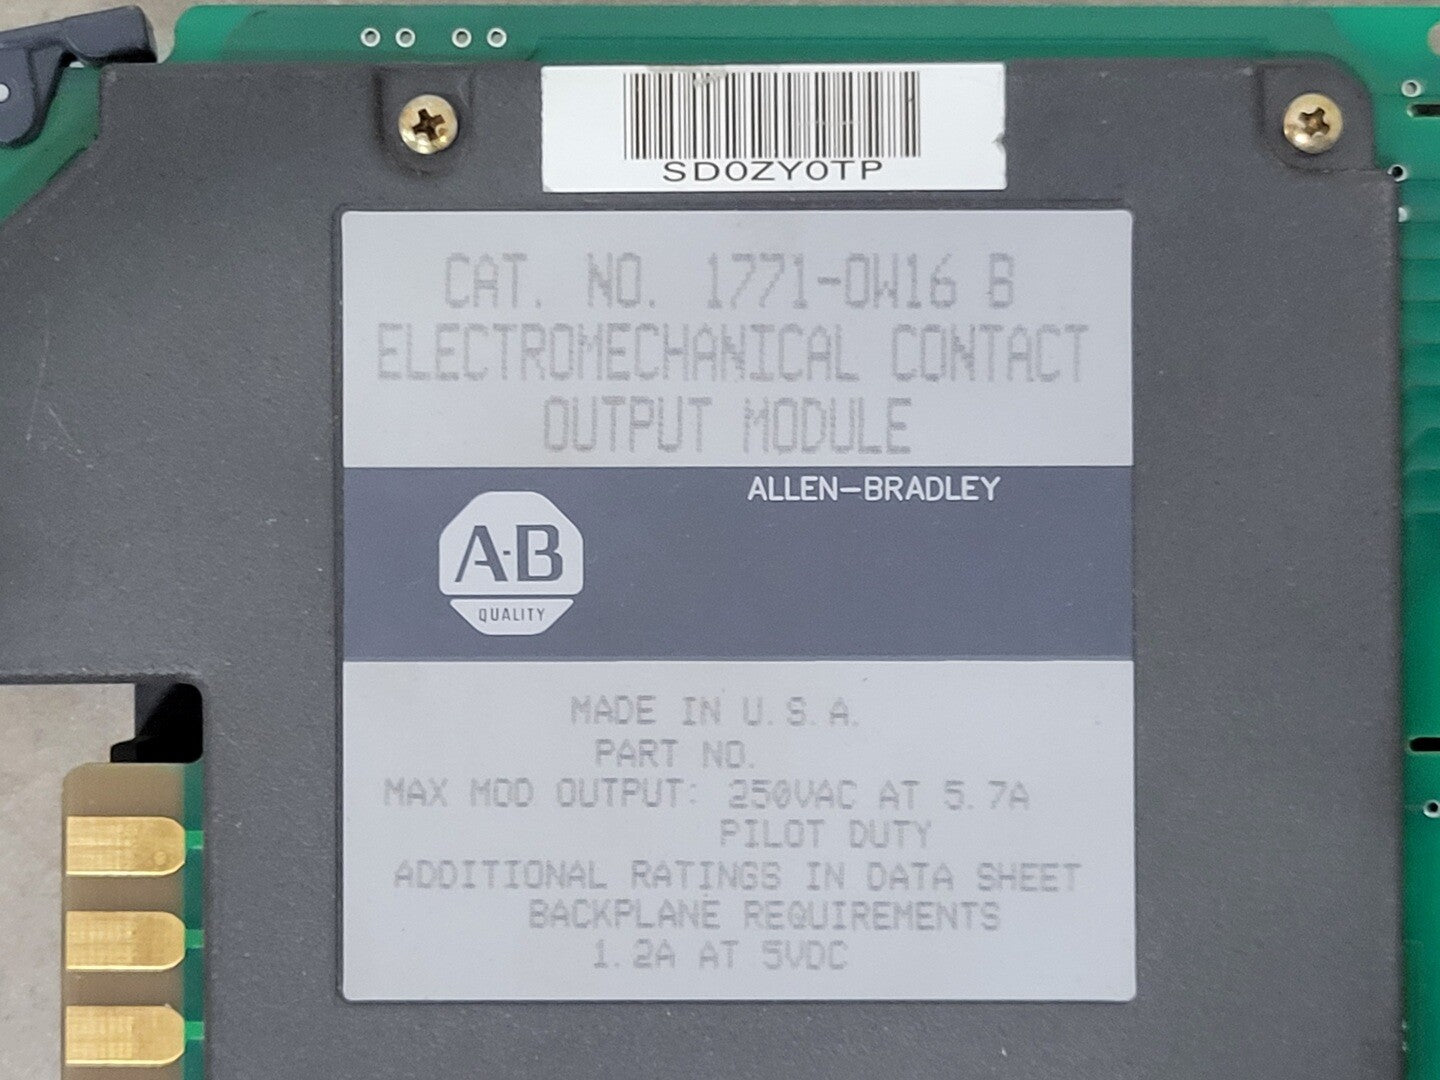 SD0ZY0TP
CAT. NO. 1771-OW16 B
ELECTROMECHANICAL CONTACT
OUTPUT MODULE
ALLEN-BRADLEY
A-B
QUALITY
MADE IN U.S.A.
PART NO.
MAX MOD OUTPUT: 250VAC AT 5.7A
PILOT DUTY
ADDITIONAL RATINGS IN DATA SHEET
BACKPLANE REQUIREMENTS
1.2A AT 5VDC